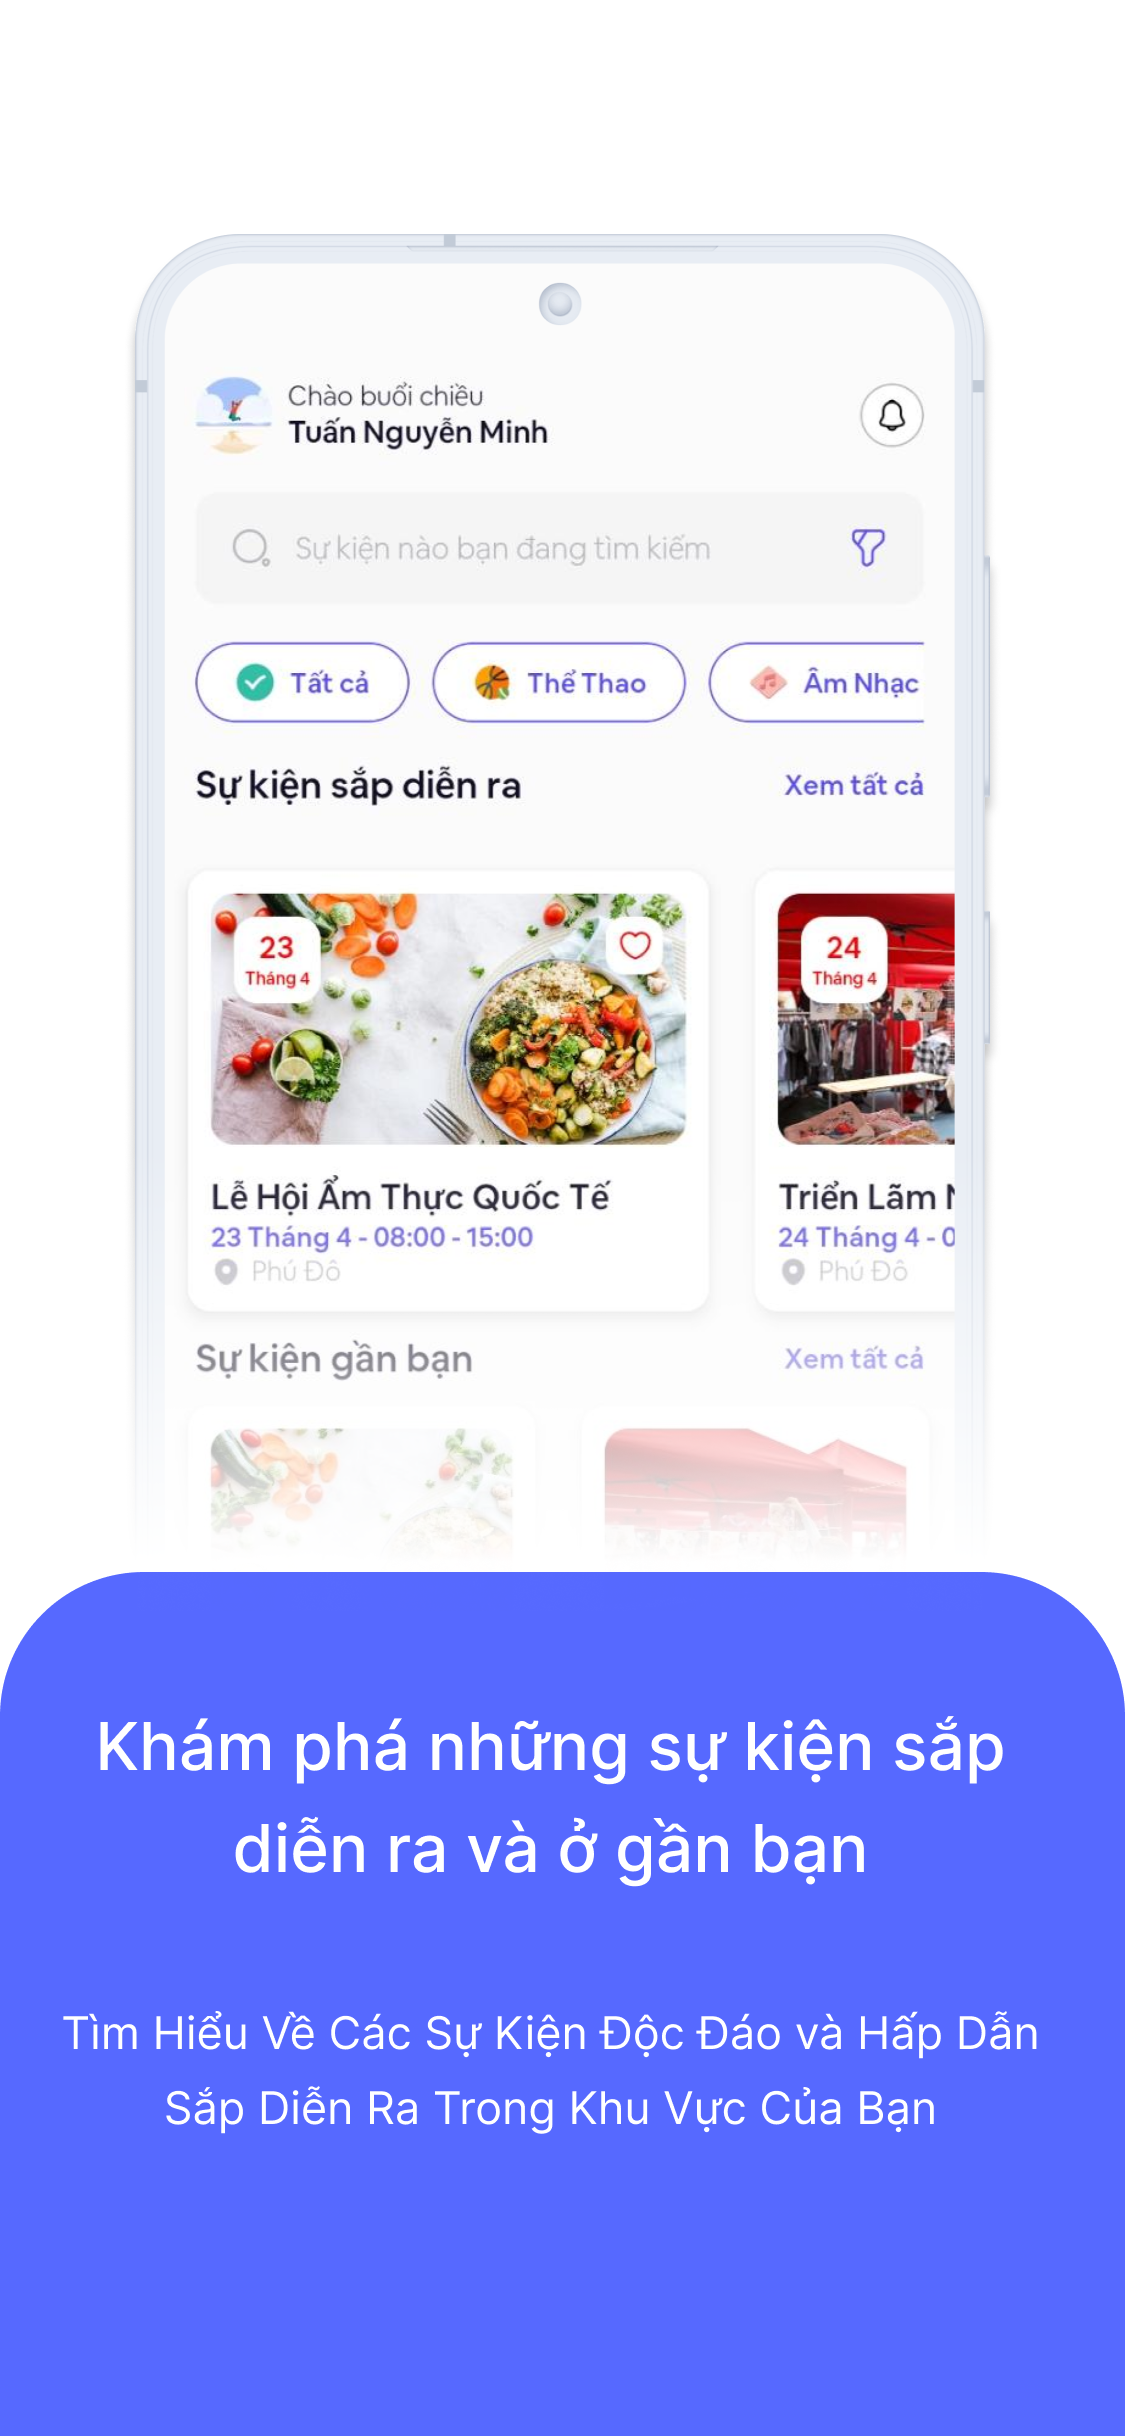 Chào buổi chiều
Tuấn Nguyễn Minh
Sự kiện nào bạn đang tìm kiếm
Tất cả
Thể Thao
Âm Nhạc
Sự kiện sắp diễn ra
Xem tất cả
23
Tháng 4
24
Tháng 4
Lễ Hội Ẩm Thực Quốc Tế
23 Tháng 4 - 08:00 - 15:00
Phú Đô
Triển Lãm
24 Tháng 4 - 0
Phú Đô
Sự kiện gần bạn
Xem tất cả
Khám phá những sự kiện sắp
diễn ra và ở gần bạn
Tìm Hiểu Về Các Sự Kiện Độc Đáo và Hấp Dẫn
Sắp Diễn Ra Trong Khu Vực Của Bạn